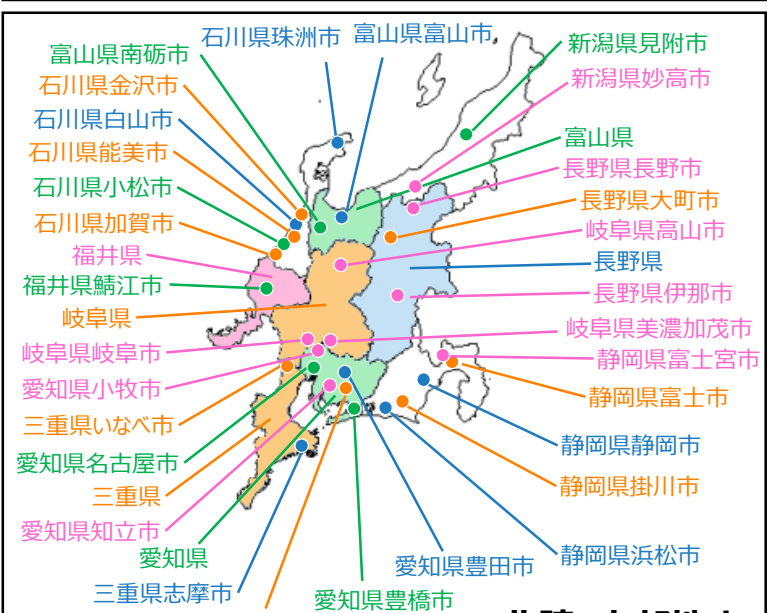 石川県珠洲市
富山県富山市
富山県南砺市
石川県金沢市
石川県白山市
石川県能美市
石川県小松市
石川県加賀市
福井県
福井県鯖江市
岐阜県
岐阜県岐阜市
愛知県小牧市
三重県いなべ市
愛知県名古屋市
三重県
愛知県知立市
愛知県
三重県志摩市
新潟県見附市
新潟県妙高市
富山県
長野県長野市
長野県大町市
岐阜県高山市
長野県
長野県伊那市
岐阜県美濃加茂市
静岡県富士宮市
静岡県富士市
静岡県静岡市
静岡県掛川市
静岡県浜松市
愛知県豊田市
愛知県豊橋市